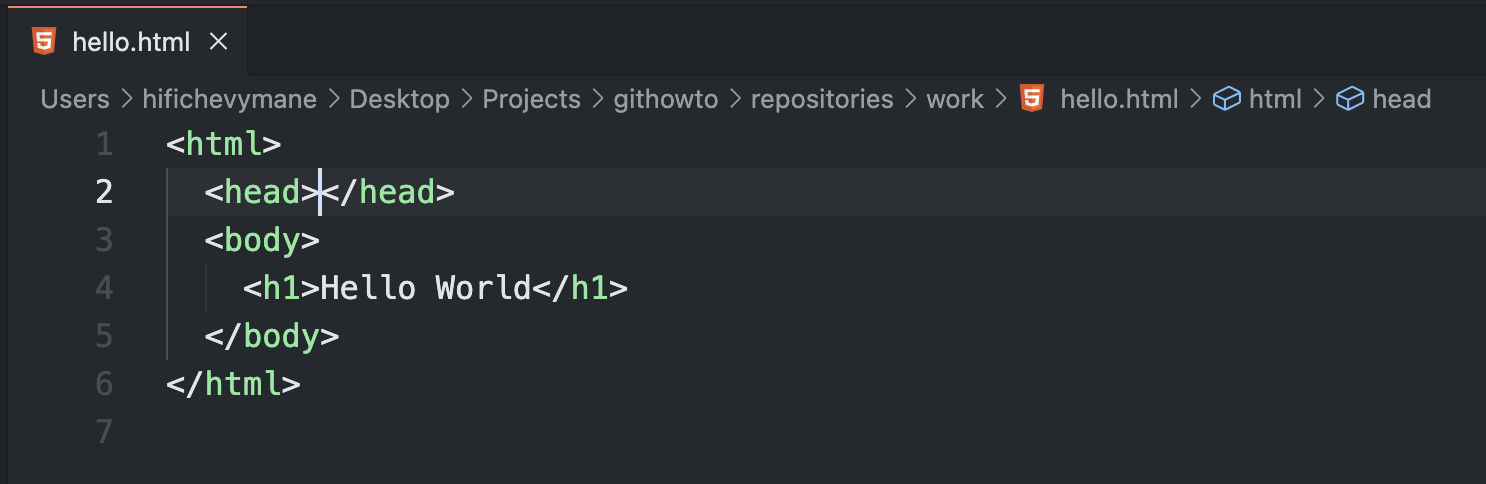 hello.html ×
Users > hifichevymane > Desktop > Projects > githowto > repositories > work > hello.html > html > head
1 <html>
2   <head></head>
3   <body>
4     <h1>Hello World</h1>
5   </body>
6 </html>
7